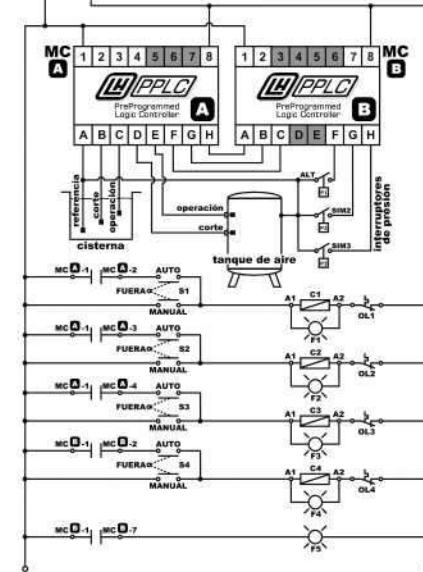 MC A 1 2 3 4 5 6 7 8 1 2 3 4 5 6 7 8 MC B
LH PPLC A LH PPLC B
PreProgrammed PreProgrammed
Logic Controller Logic Controller
A B C D E F G H A B C D E F G H
referencia
corte
operación
cisterna
operación
corte
tanque de aire
ALT
SIM2
SIM3
interruptores
de presión
MC A-1 MC A-2 AUTO
FUERA S1
MANUAL
A1 C1 A2
F1 OL1
MC A-1 MC A-3 AUTO
FUERA S2
MANUAL
A1 C2 A2
F2 OL2
MC A-1 MC A-4 AUTO
FUERA S3
MANUAL
A1 C3 A2
F3 OL3
MC B-1 MC B-2 AUTO
FUERA S4
MANUAL
A1 C4 A2
F4 OL4
MC B-1 MC B-7
F5